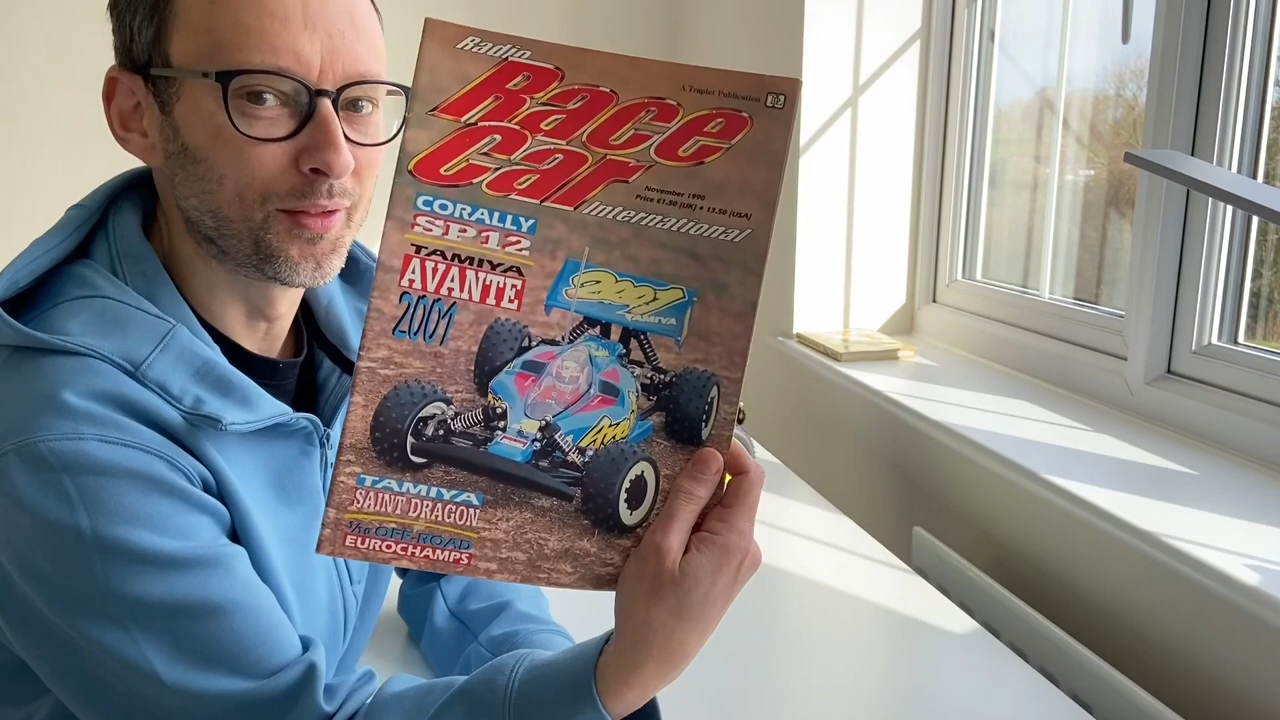 Radio
A Traplet Publication
Race
Car
International
November 1990
Price £1.50 (UK) • 13.50 (USA)
CORALLY
SP12
TAMIYA
AVANTE
2001
2001
TAMIYA
TAMIYA
SAINT DRAGON
1/10 OFF-ROAD
EUROCHAMPS